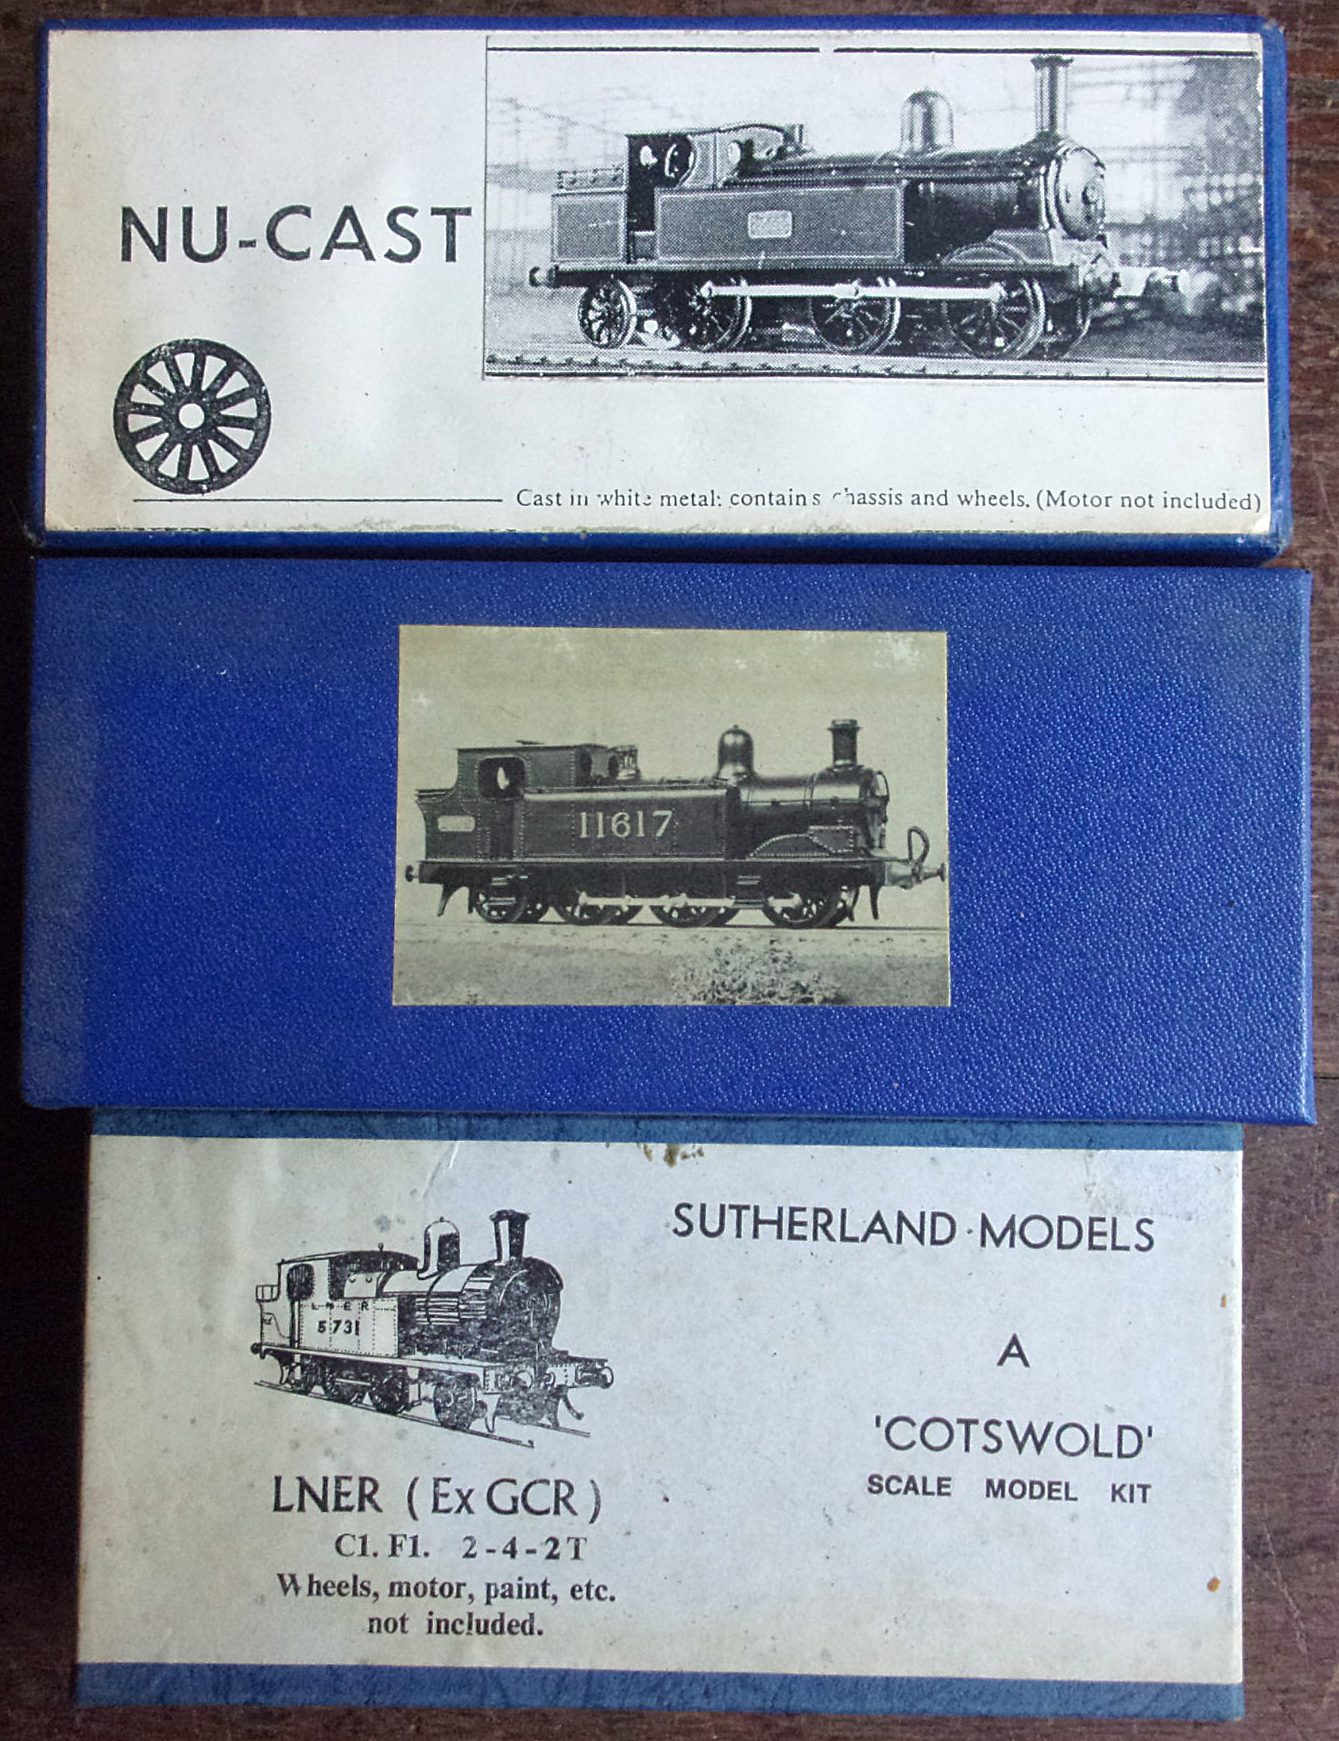 NU-CAST
Cast in white metal: contains chassis and wheels. (Motor not included)
11617
SUTHERLAND · MODELS
A
'COTSWOLD'
SCALE MODEL KIT
L N E R
5731
LNER (Ex GCR)
C1. F1. 2-4-2T
Wheels, motor, paint, etc.
not included.